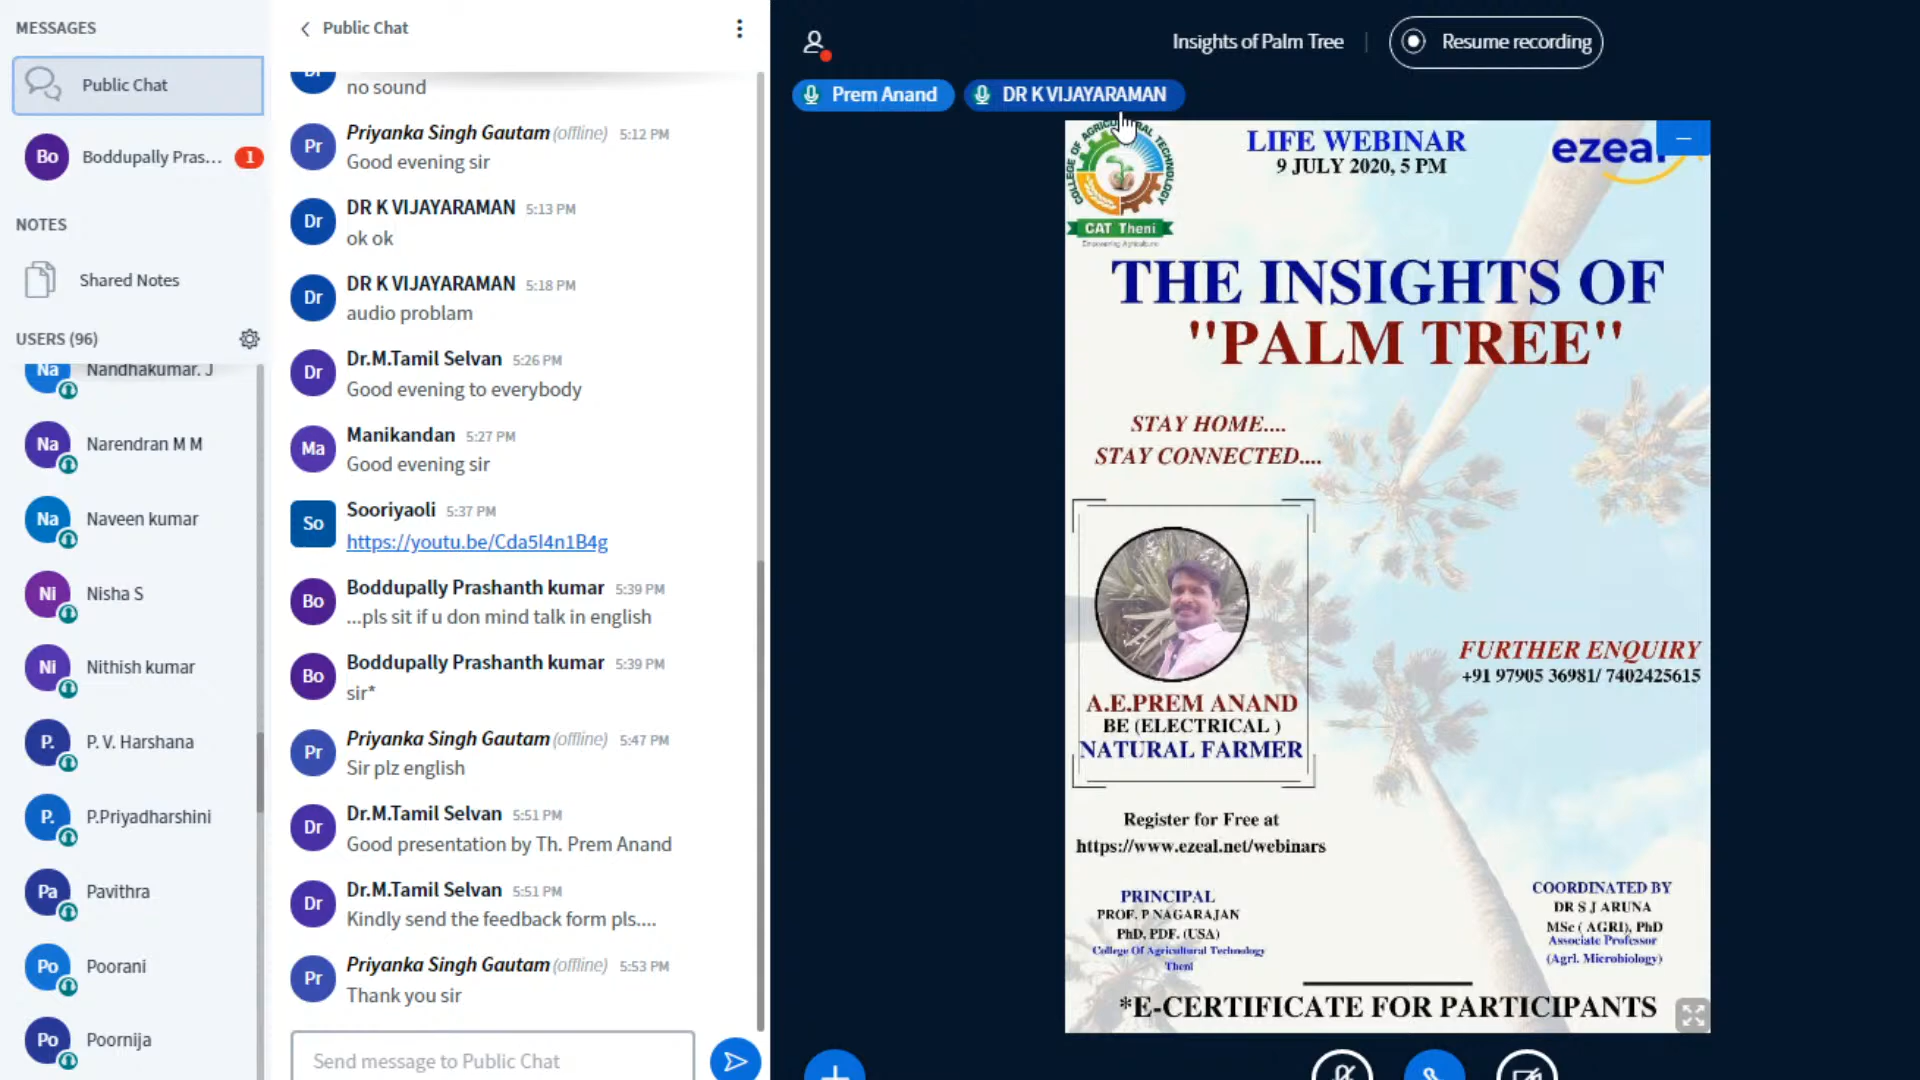 MESSAGES
Public Chat
Bo
Boddupally Pras...
1
NOTES
Shared Notes
USERS (96)
Na
Nandhakumar. J
Na
Narendran M M
Na
Naveen kumar
Ni
Nisha S
Ni
Nithish kumar
P.
P. V. Harshana
P.
P.Priyadharshini
Pa
Pavithra
Po
Poorani
Po
Poornija
Public Chat
Dr
no sound
Pr
Priyanka Singh Gautam (offline) 5:12 PM
Good evening sir
Dr
DR K VIJAYARAMAN 5:13 PM
ok ok
Dr
DR K VIJAYARAMAN 5:18 PM
audio problam
Dr
Dr.M.Tamil Selvan 5:26 PM
Good evening to everybody
Ma
Manikandan 5:27 PM
Good evening sir
So
Sooriyaoli 5:37 PM
https://youtu.be/Cda5I4n1B4g
Bo
Boddupally Prashanth kumar 5:39 PM
...pls sit if u don mind talk in english
Bo
Boddupally Prashanth kumar 5:39 PM
sir*
Pr
Priyanka Singh Gautam (offline) 5:47 PM
Sir plz english
Dr
Dr.M.Tamil Selvan 5:51 PM
Good presentation by Th. Prem Anand
Dr
Dr.M.Tamil Selvan 5:51 PM
Kindly send the feedback form pls....
Pr
Priyanka Singh Gautam (offline) 5:53 PM
Thank you sir
Send message to Public Chat
Insights of Palm Tree
Resume recording
Prem Anand
DR K VIJAYARAMAN
COLLEGE OF AGRICULTURAL TECHNOLOGY
CAT Theni
Empowering Agriculture
LIFE WEBINAR
9 JULY 2020, 5 PM
ezeal
THE INSIGHTS OF
"PALM TREE"
STAY HOME....
STAY CONNECTED....
A.E.PREM ANAND
BE (ELECTRICAL )
NATURAL FARMER
FURTHER ENQUIRY
+91 97905 36981/ 7402425615
Register for Free at
https://www.ezeal.net/webinars
PRINCIPAL
PROF. P NAGARAJAN
PhD, PDF. (USA)
College Of Agricultural Technology
Theni
COORDINATED BY
DR S J ARUNA
MSc ( AGRI), PhD
Associate Professor
(Agrl. Microbiology)
*E-CERTIFICATE FOR PARTICIPANTS